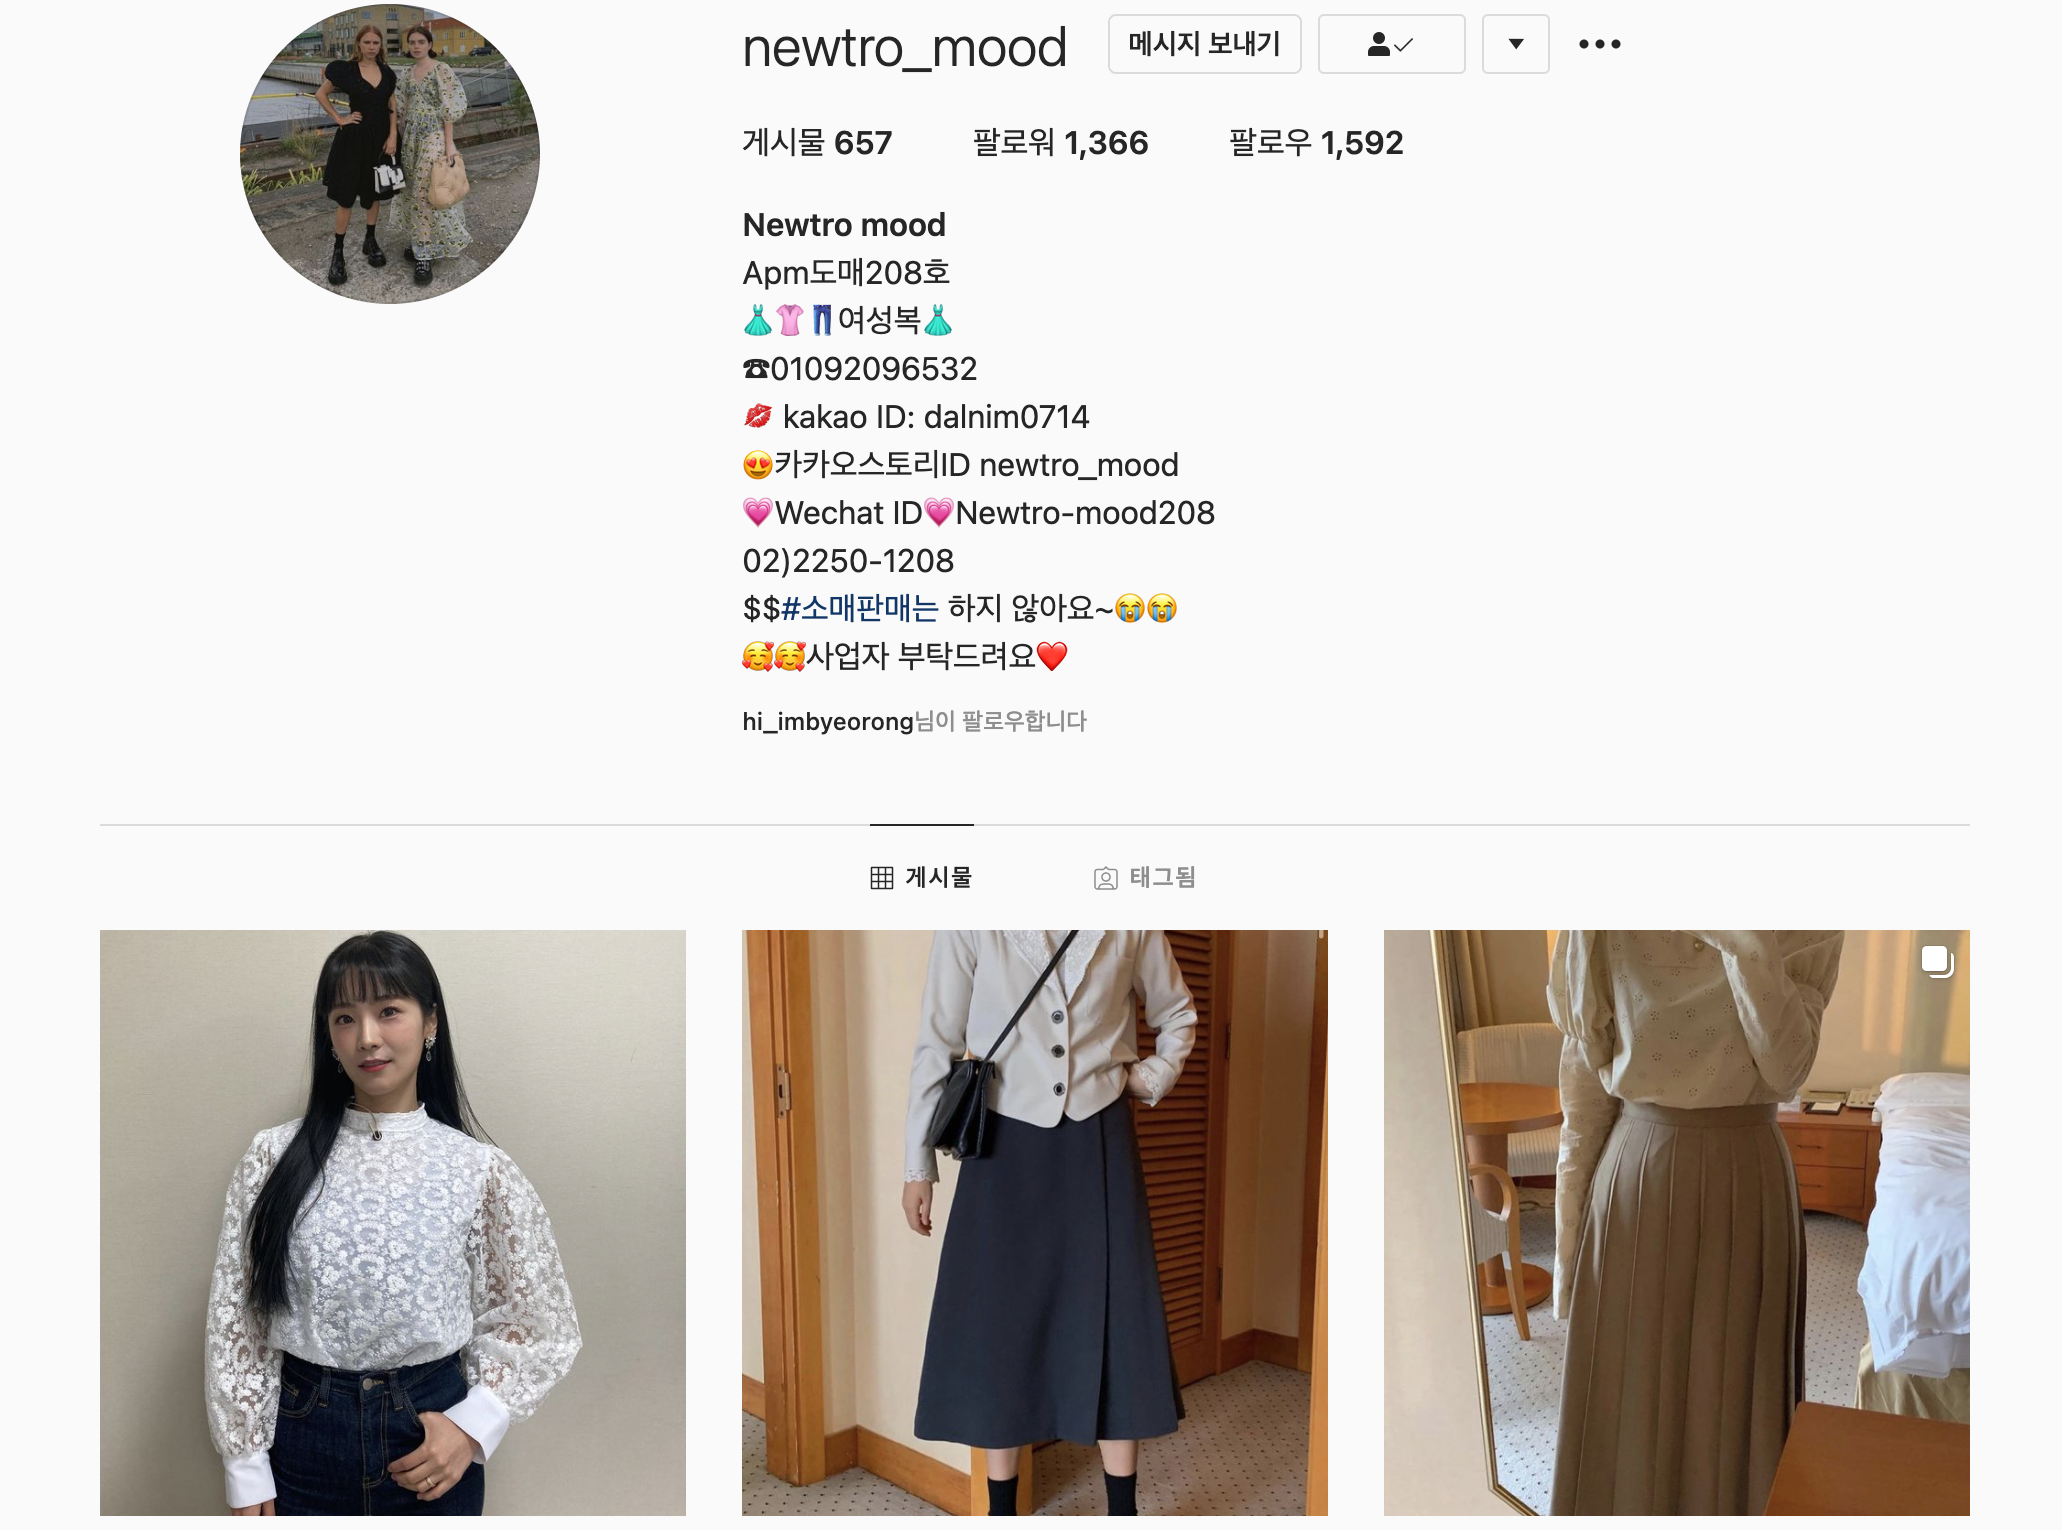 newtro_mood 메시지 보내기
게시물 657 팔로워 1,366 팔로우 1,592
Newtro mood
Apm도매208호
👗👚👖여성복👗
☎01092096532
💋 kakao ID: dalnim0714
😍카카오스토리ID newtro_mood
💗Wechat ID💗Newtro-mood208
02)2250-1208
$$#소매판매는 하지 않아요~😭😭
🥰🥰사업자 부탁드려요❤️
hi_imbyeorong님이 팔로우합니다
게시물 태그됨